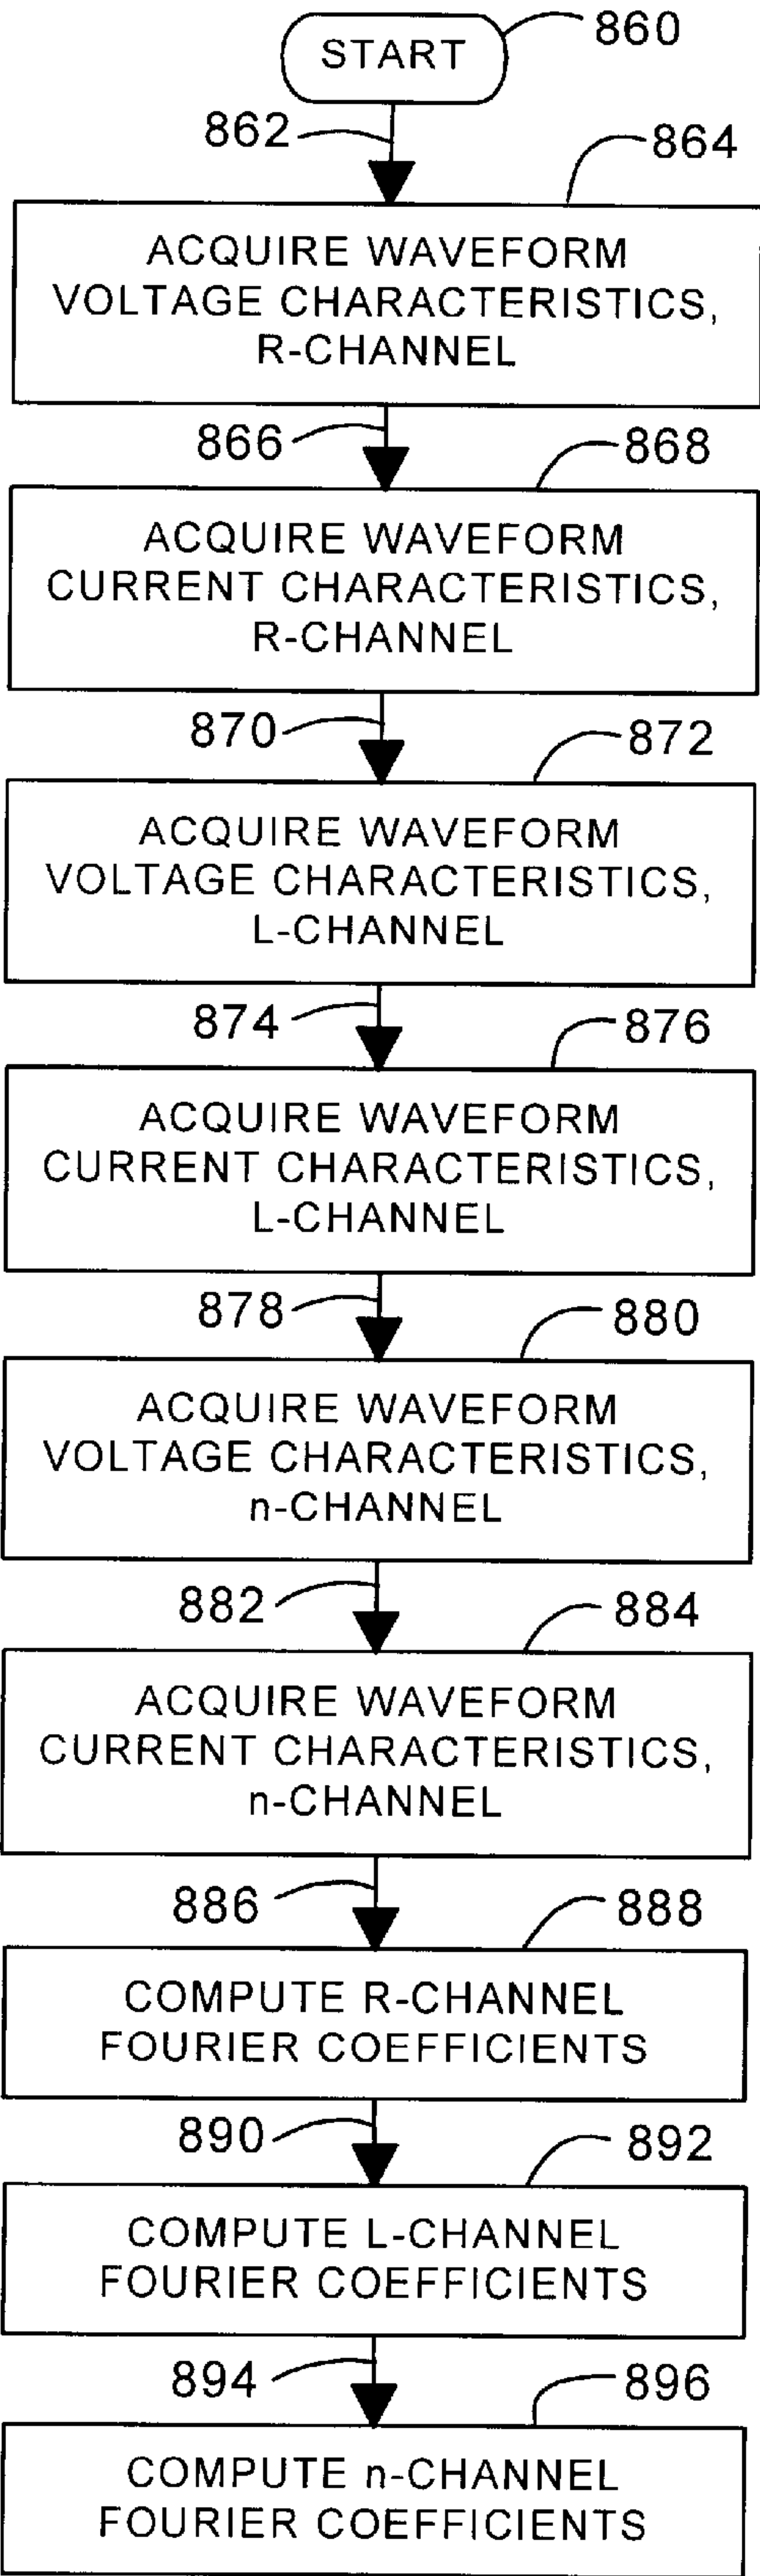 START
860
862
864
ACQUIRE WAVEFORM
VOLTAGE CHARACTERISTICS,
R-CHANNEL
866
868
ACQUIRE WAVEFORM
CURRENT CHARACTERISTICS,
R-CHANNEL
870
872
ACQUIRE WAVEFORM
VOLTAGE CHARACTERISTICS,
L-CHANNEL
874
876
ACQUIRE WAVEFORM
CURRENT CHARACTERISTICS,
L-CHANNEL
878
880
ACQUIRE WAVEFORM
VOLTAGE CHARACTERISTICS,
n-CHANNEL
882
884
ACQUIRE WAVEFORM
CURRENT CHARACTERISTICS,
n-CHANNEL
886
888
COMPUTE R-CHANNEL
FOURIER COEFFICIENTS
890
892
COMPUTE L-CHANNEL
FOURIER COEFFICIENTS
894
896
COMPUTE n-CHANNEL
FOURIER COEFFICIENTS